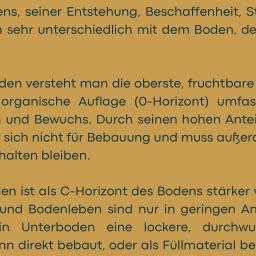 ens, seiner Entstehung, Beschaffenheit, St
n sehr unterschiedlich mit dem Boden, de
den versteht man die oberste, fruchtbare
organische Auflage (0-Horizont) umfas
und Bewuchs. Durch seinen hohen Antei
sich nicht für Bebauung und muss außer
halten bleiben.
en ist als C-Horizont des Bodens stärker v
und Bodenleben sind nur in geringen An
in Unterboden eine lockere, durchwu
nn direkt bebaut, oder als Füllmaterial be